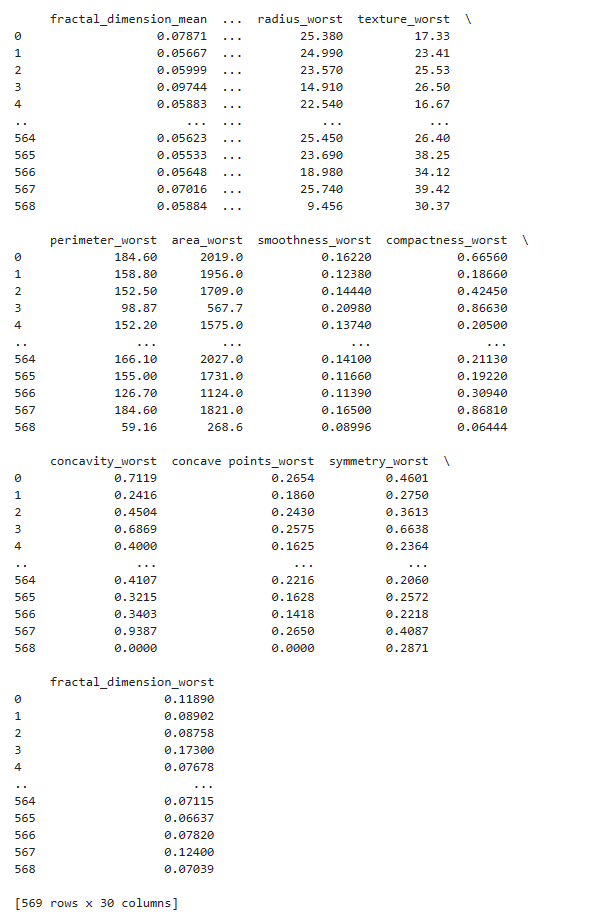 fractal_dimension_mean  ...  radius_worst  texture_worst  \
0                   0.07871  ...        25.380          17.33
1                   0.05667  ...        24.990          23.41
2                   0.05999  ...        23.570          25.53
3                   0.09744  ...        14.910          26.50
4                   0.05883  ...        22.540          16.67
..                      ...  ...           ...            ...
564                 0.05623  ...        25.450          26.40
565                 0.05533  ...        23.690          38.25
566                 0.05648  ...        18.980          34.12
567                 0.07016  ...        25.740          39.42
568                 0.05884  ...         9.456          30.37

     perimeter_worst  area_worst  smoothness_worst  compactness_worst  \
0             184.60      2019.0           0.16220            0.66560
1             158.80      1956.0           0.12380            0.18660
2             152.50      1709.0           0.14440            0.42450
3              98.87       567.7           0.20980            0.86630
4             152.20      1575.0           0.13740            0.20500
..               ...         ...               ...                ...
564           166.10      2027.0           0.14100            0.21130
565           155.00      1731.0           0.11660            0.19220
566           126.70      1124.0           0.11390            0.30940
567           184.60      1821.0           0.16500            0.86810
568            59.16       268.6           0.08996            0.06444

     concavity_worst  concave points_worst  symmetry_worst  \
0             0.7119                0.2654          0.4601
1             0.2416                0.1860          0.2750
2             0.4504                0.2430          0.3613
3             0.6869                0.2575          0.6638
4             0.4000                0.1625          0.2364
..               ...                   ...             ...
564           0.4107                0.2216          0.2060
565           0.3215                0.1628          0.2572
566           0.3403                0.1418          0.2218
567           0.9387                0.2650          0.4087
568           0.0000                0.0000          0.2871

     fractal_dimension_worst
0                    0.11890
1                    0.08902
2                    0.08758
3                    0.17300
4                    0.07678
..                       ...
564                  0.07115
565                  0.06637
566                  0.07820
567                  0.12400
568                  0.07039

[569 rows x 30 columns]